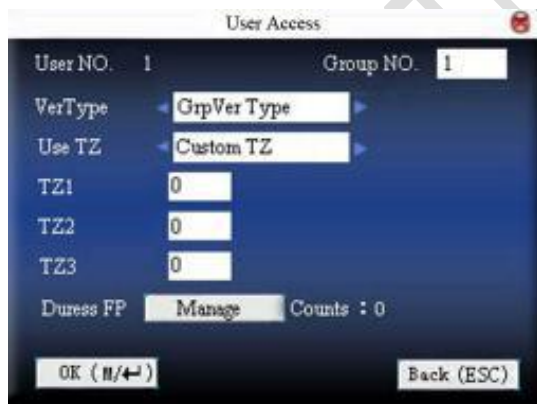 User Access
User NO. 1 Group NO. 1
VerType GrpVer Type
Use TZ Custom TZ
TZ1 0
TZ2 0
TZ3 0
Duress FP Manage Counts : 0
OK (M/↵) Back (ESC)